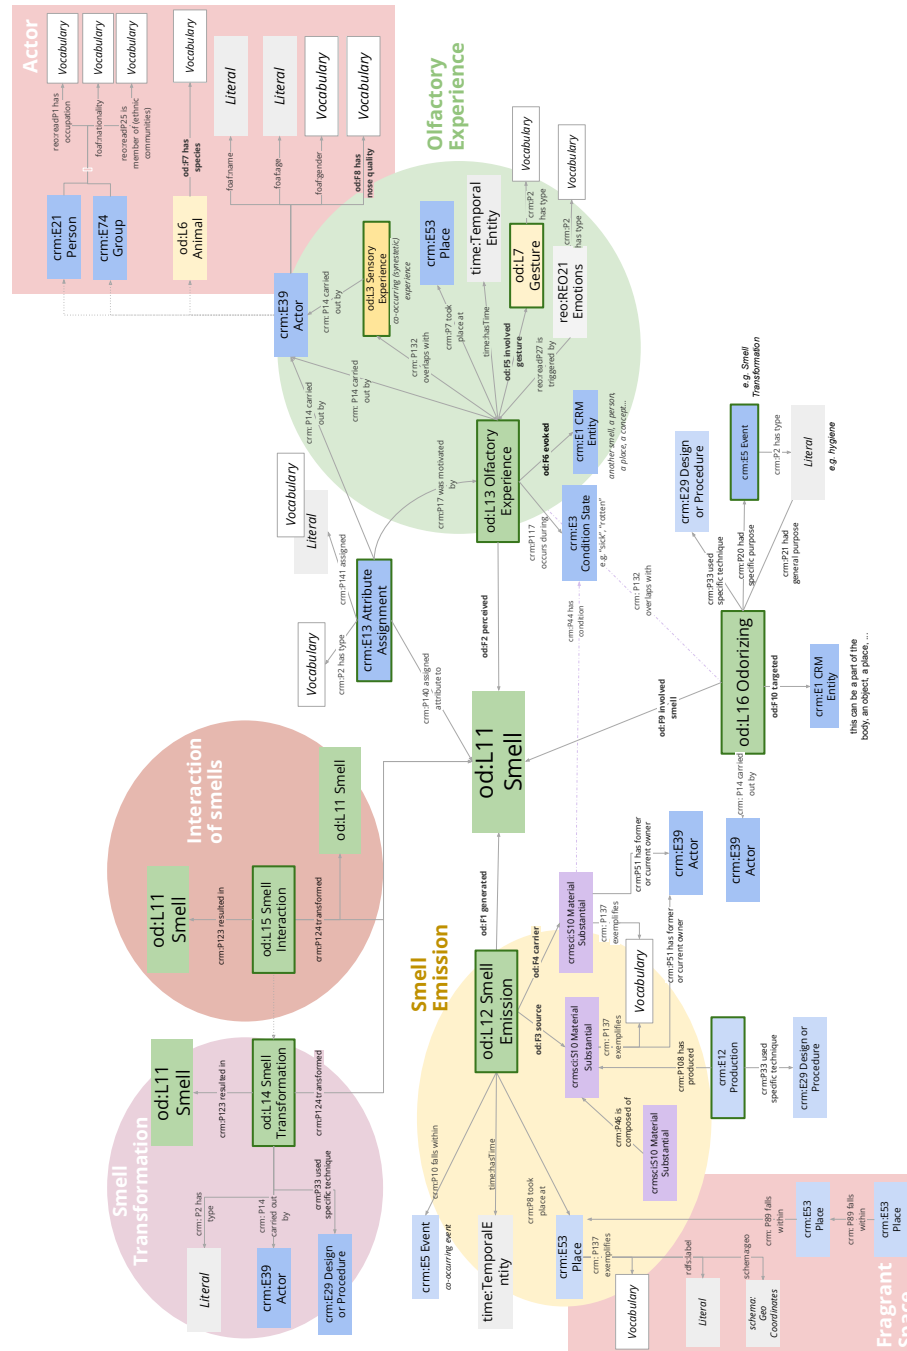 Smell
Transformation
Literal
crm: P2 has
type
crm:E39
Actor
crm: P14
carried out
by
crm:E29 Design
or Procedure
crm:P33 used
specific technique
od:L14 Smell
Transformation
crm:P123 resulted in
od:L11
Smell
crm:P124 transformed
Interaction
of smells
od:L11
Smell
crm:P123 resulted in
od:L15 Smell
Interaction
crm:P124 transformed
od:L11 Smell
Vocabulary
crm:P2 has type
crm:E13 Attribute
Assignment
crm:P141 assigned
Vocabulary
Literal
crm:P140 assigned
attribute to
crm: P14 carried
out by
crm:P17 was motivated
by
Actor
crm:E21
Person
crm:E74
Group
reo:readP1 has
occupation
foaf:nationality
reo:readP25 is
member of (ethnic
communities)
Vocabulary
Vocabulary
Vocabulary
od:L6
Animal
od:F7 has
species
Vocabulary
foaf:name
Literal
foaf:age
Literal
foaf:gender
Vocabulary
od:F8 has
nose quality
Vocabulary
crm:E39
Actor
Olfactory
Experience
crm: P14 carried
out by
crm: P14 carried
out by
od:L3 Sensory
Experience
co-occurring (synestetic)
experience
crm: P132
overlaps with
crm:E53
Place
crm:P7 took
place at
time:Temporal
Entity
time:hasTime
od:L7
Gesture
od:F5 involved
gesture
crm:P2
has type
Vocabulary
reo:REO21
Emotions
reo:readP27 is
triggered by
crm:P2
has type
Vocabulary
od:L13 Olfactory
Experience
od:F6 evoked
crm:E1 CRM
Entity
another smell, a person,
a place, a concept...
crm:P117
occurs during
crm:E3
Condition State
e.g. "sick", "rotten"
od:F2 perceived
od:L11
Smell
od:F1 generated
od:F9 involved
smell
crm:P44 has
condition
crm: P132
overlaps with
Smell
Emission
od:L12 Smell
Emission
crm:P10 falls within
crm:E5 Event
co-occurring event
time:hasTime
time:TemporalE
ntity
crm:P8 took
place at
crm:E53
Place
od:F3 source
od:F4 carrier
crmsci:S10 Material
Substantial
crmsci:S10 Material
Substantial
crm: P137
exemplifies
crm: P137
exemplifies
Vocabulary
crm:P51 has former
or current owner
crm:P51 has former
or current owner
crm:E39
Actor
crm:P46 is
composed of
crmsci:S10 Material
Substantial
crm: P108 has
produced
crm:E12
Production
crm:P33 used
specific technique
crm:E29 Design or
Procedure
crm: P137
exemplifies
Vocabulary
rdfs:label
Literal
schema:geo
schema:
Geo
Coordinates
crm: P89 falls
within
crm:E53
Place
crm: P89 falls
within
crm:E53
Place
Fragrant
Space
od:L16 Odorizing
crm: P14 carried
out by
crm:E39
Actor
od:F10 targeted
crm:E1 CRM
Entity
this can be a part of the
body, an object, a place, ...
crm:P33 used
specific technique
crm:E29 Design
or Procedure
crm:P20 had
specific purpose
crm:E5 Event
e.g. Smell
Transformation
crm:P2 has type
crm:P21 had
general purpose
Literal
e.g. hygiene